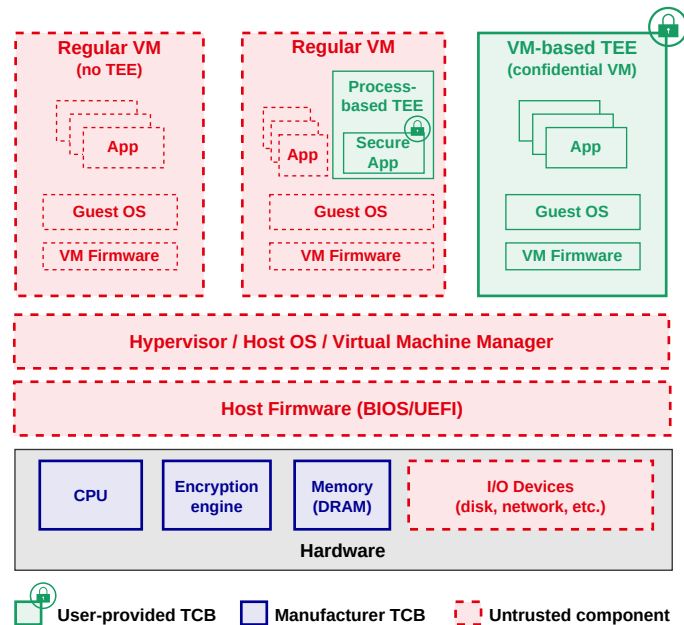 Regular VM
(no TEE)
App
Guest OS
VM Firmware
Regular VM
Process-
based TEE
Secure
App
App
Guest OS
VM Firmware
VM-based TEE
(confidential VM)
App
Guest OS
VM Firmware
Hypervisor / Host OS / Virtual Machine Manager
Host Firmware (BIOS/UEFI)
CPU
Encryption
engine
Memory
(DRAM)
I/O Devices
(disk, network, etc.)
Hardware
User-provided TCB
Manufacturer TCB
Untrusted component